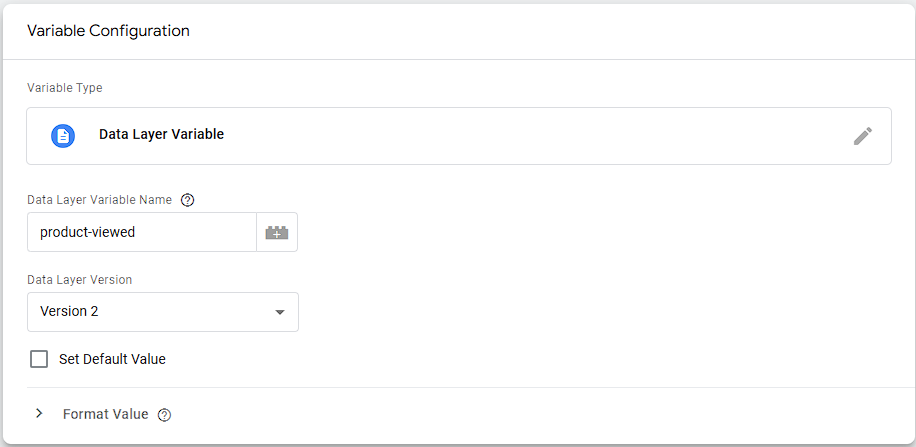 Variable Configuration
Variable Type
Data Layer Variable
Data Layer Variable Name
product-viewed
Data Layer Version
Version 2
Set Default Value
Format Value